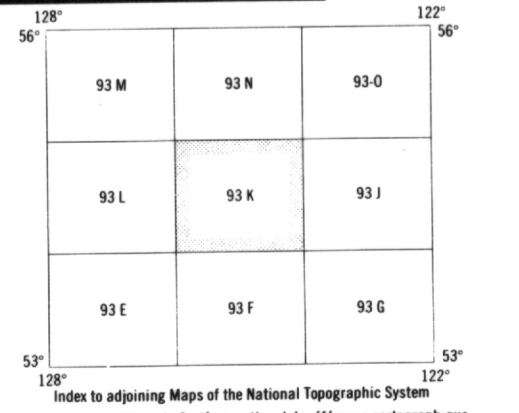 128° 122°
56° 56°
93 M 93 N 93-O
93 L 93 K 93 J
93 E 93 F 93 G
53° 53°
128° 122°
Index to adjoining Maps of the National Topographic System